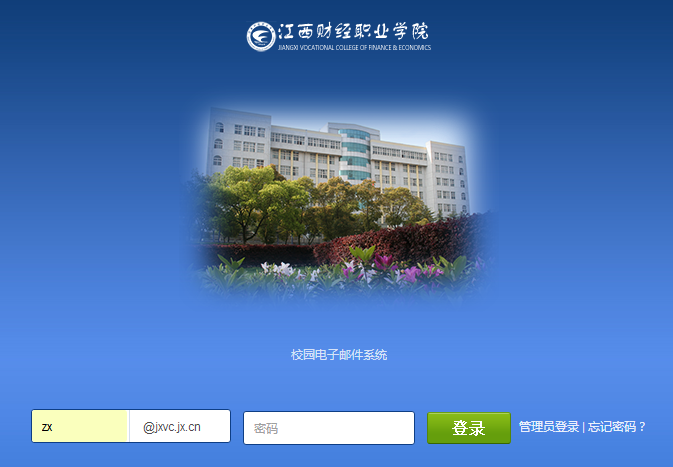 江西财经职业学院
JIANGXI VOCATIONAL COLLEGE OF FINANCE & ECONOMICS
校园电子邮件系统
zx @jxvc.jx.cn 密码 登录 管理员登录 | 忘记密码？